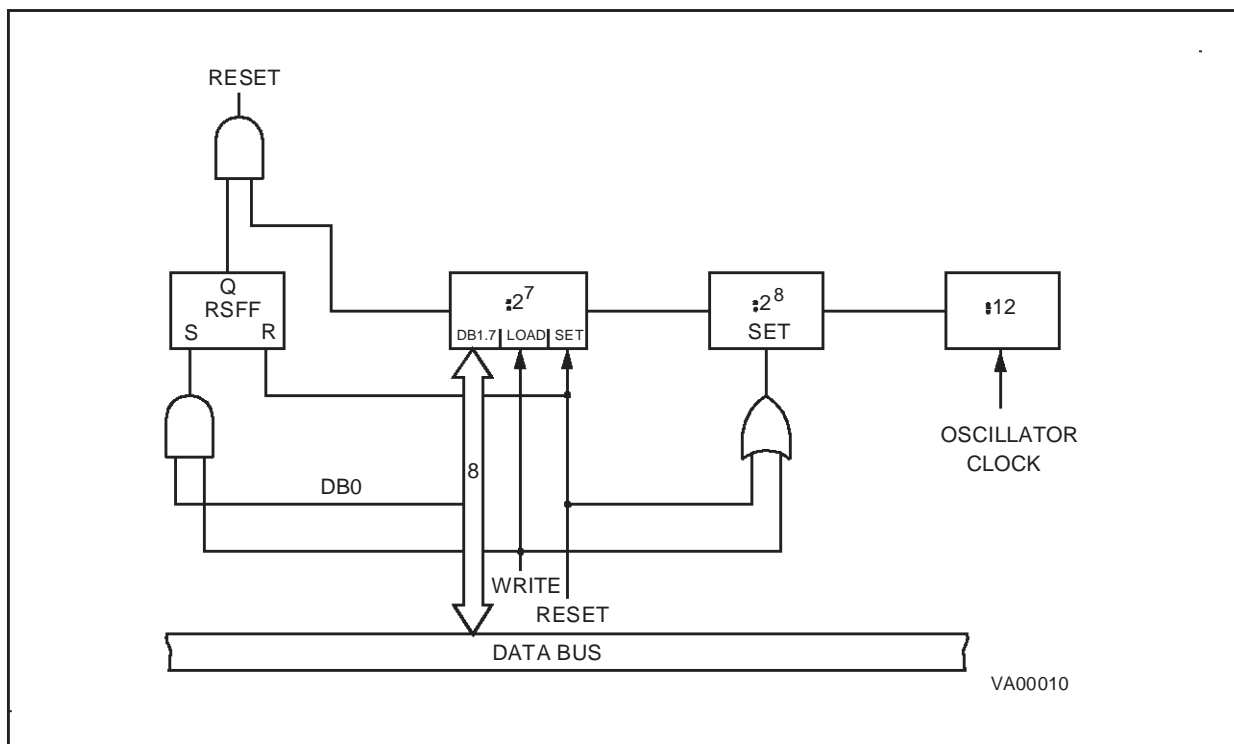 RESET
Q
RSFF
S R
:2^7
DB1.7 LOAD SET
:2^8
SET
:12
OSCILLATOR
CLOCK
8
DB0
WRITE
RESET
DATA BUS
VA00010